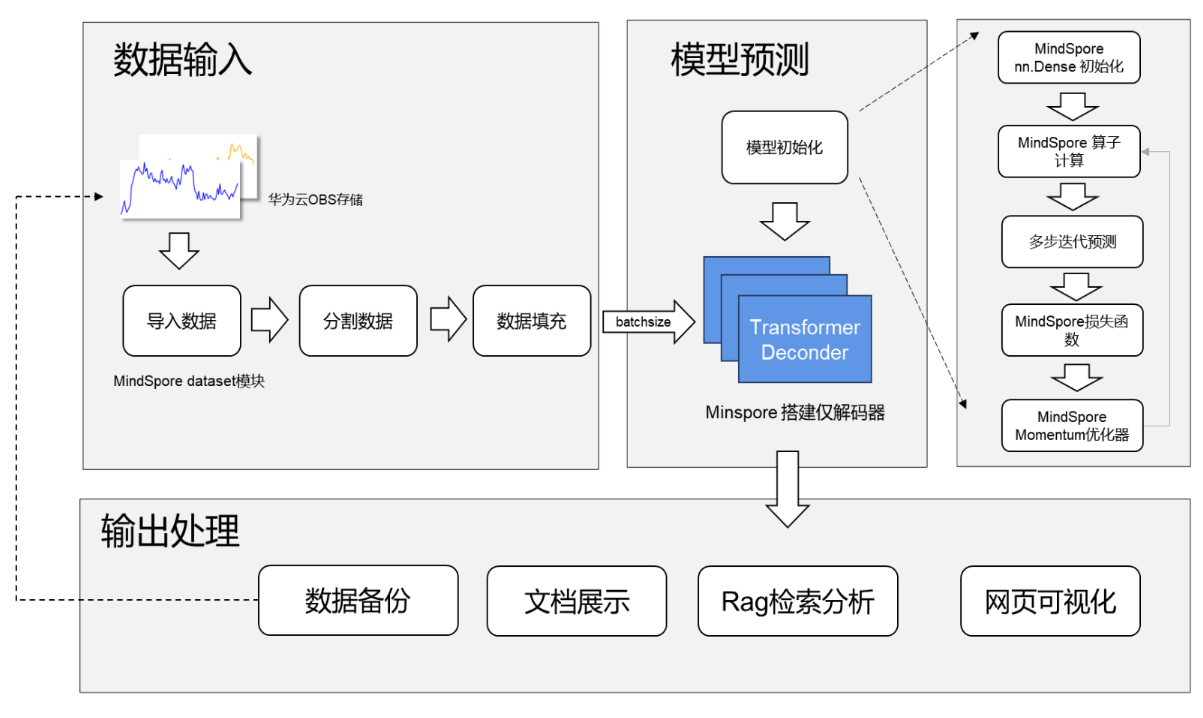 数据输入
华为云OBS存储
导入数据
分割数据
数据填充
MindSpore dataset模块
batchsize
模型预测
模型初始化
Transformer
Deconder
Minspore 搭建仅解码器
MindSpore
nn.Dense 初始化
MindSpore 算子
计算
多步迭代预测
MindSpore损失函
数
MindSpore
Momentum优化器
输出处理
数据备份
文档展示
Rag检索分析
网页可视化